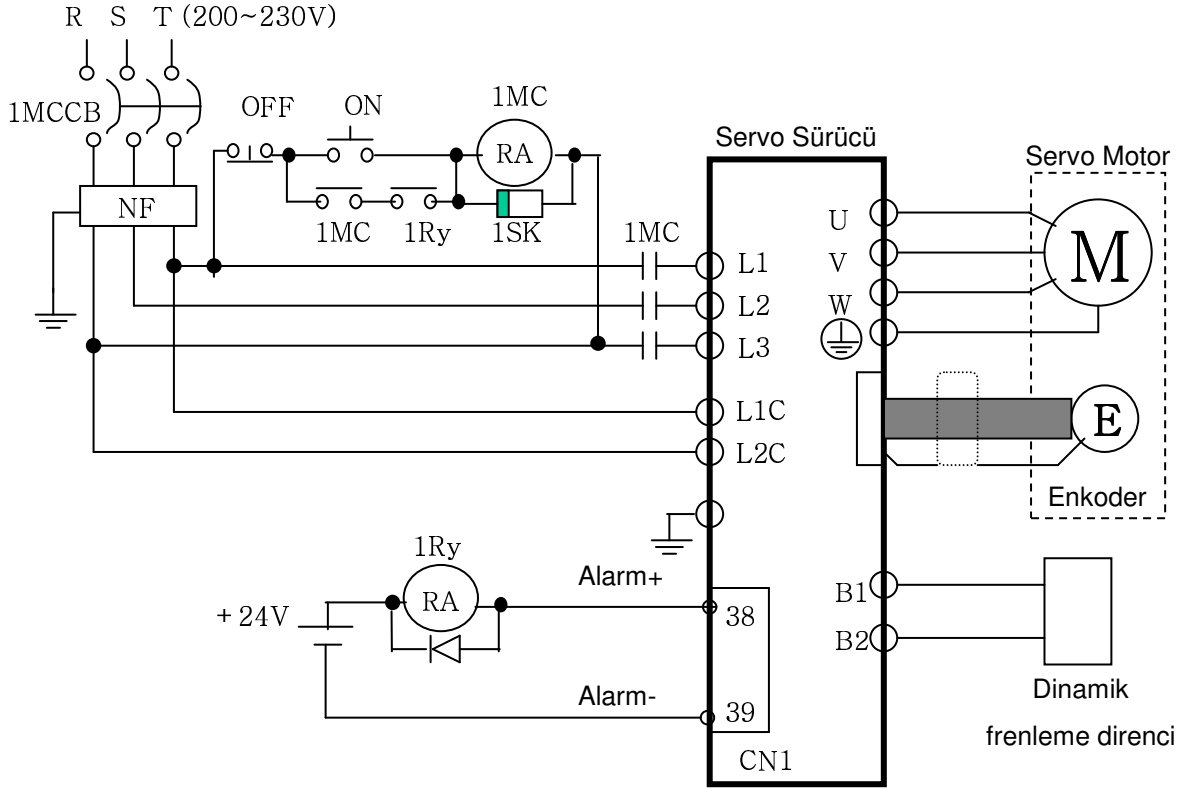 R S T (200~230V)
1MCCB
OFF
ON
1MC
RA
NF
1MC
1Ry
1SK
1MC
Servo Sürücü
Servo Motor
L1
L2
L3
L1C
L2C
U
V
W
M
E
Enkoder
1Ry
RA
+24V
Alarm+
38
Alarm-
39
CN1
B1
B2
Dinamik
frenleme direnci